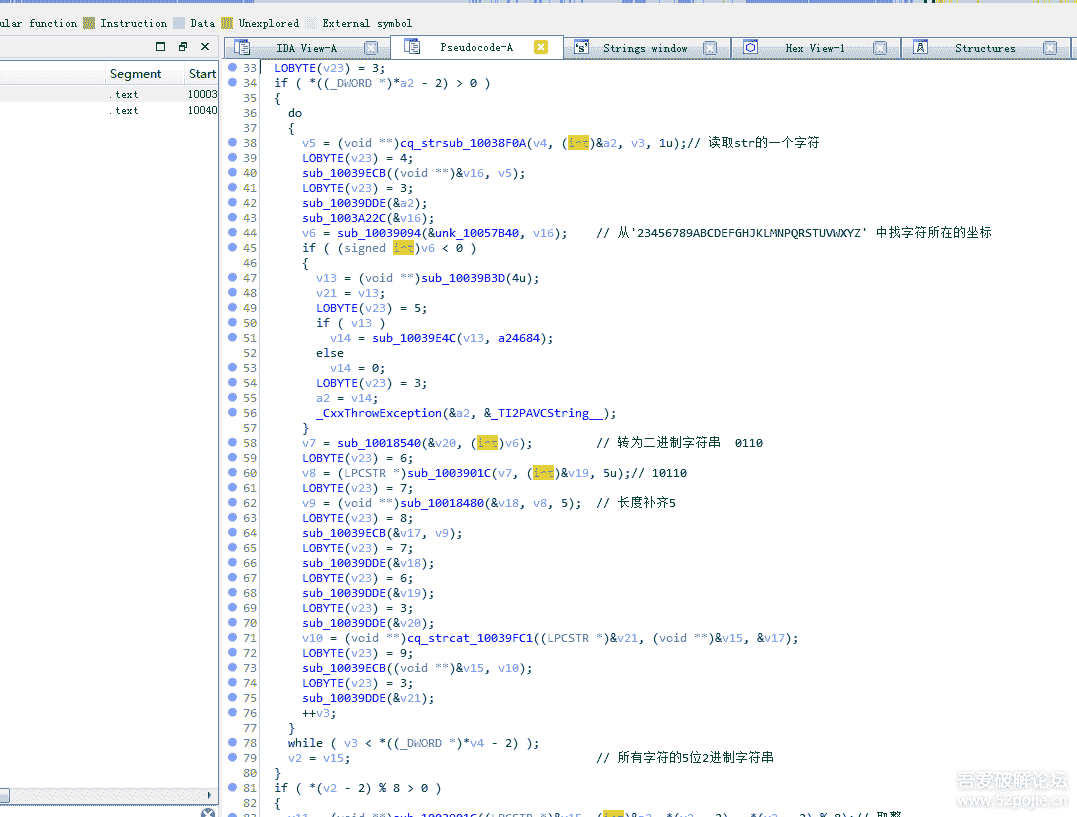 ular function Instruction Data Unexplored External symbol
IDA View-A Pseudocode-A Strings window Hex View-1 Structures
Segment Start
.text 10003
.text 10040
33 LOBYTE(v23) = 3;
34 if ( *((_DWORD *)*a2 - 2) > 0 )
35 {
36 do
37 {
38 v5 = (void **)cq_strsub_10038F0A(v4, (int)&a2, v3, 1u);// 读取str的一个字符
39 LOBYTE(v23) = 4;
40 sub_10039ECB((void **)&v16, v5);
41 LOBYTE(v23) = 3;
42 sub_10039DDE(&a2);
43 sub_1003A22C(&v16);
44 v6 = sub_10039094(&unk_10057B40, v16); // 从'23456789ABCDEFGHJKLMNPQRSTUVWXYZ' 中找字符所在的坐标
45 if ( (signed int)v6 < 0 )
46 {
47 v13 = (void **)sub_10039B3D(4u);
48 v21 = v13;
49 LOBYTE(v23) = 5;
50 if ( v13 )
51 v14 = sub_10039E4C(v13, a24684);
52 else
53 v14 = 0;
54 LOBYTE(v23) = 3;
55 a2 = v14;
56 _CxxThrowException(&a2, &_TI2PAVCString__);
57 }
58 v7 = sub_10018540(&v20, (int)v6); // 转为二进制字符串 0110
59 LOBYTE(v23) = 6;
60 v8 = (LPCSTR *)sub_1003901C(v7, (int)&v19, 5u);// 10110
61 LOBYTE(v23) = 7;
62 v9 = (void **)sub_10018480(&v18, v8, 5); // 长度补齐5
63 LOBYTE(v23) = 8;
64 sub_10039ECB(&v17, v9);
65 LOBYTE(v23) = 7;
66 sub_10039DDE(&v18);
67 LOBYTE(v23) = 6;
68 sub_10039DDE(&v19);
69 LOBYTE(v23) = 3;
70 sub_10039DDE(&v20);
71 v10 = (void **)cq_strcat_10039FC1((LPCSTR *)&v21, (void **)&v15, &v17);
72 LOBYTE(v23) = 9;
73 sub_10039ECB((void **)&v15, v10);
74 LOBYTE(v23) = 3;
75 sub_10039DDE(&v21);
76 ++v3;
77 }
78 while ( v3 < *((_DWORD *)*v4 - 2) );
79 v2 = v15; // 所有字符的5位2进制字符串
80 }
81 if ( *(v2 - 2) % 8 > 0 )
82 {
吾爱破解论坛
www.52pojie.cn